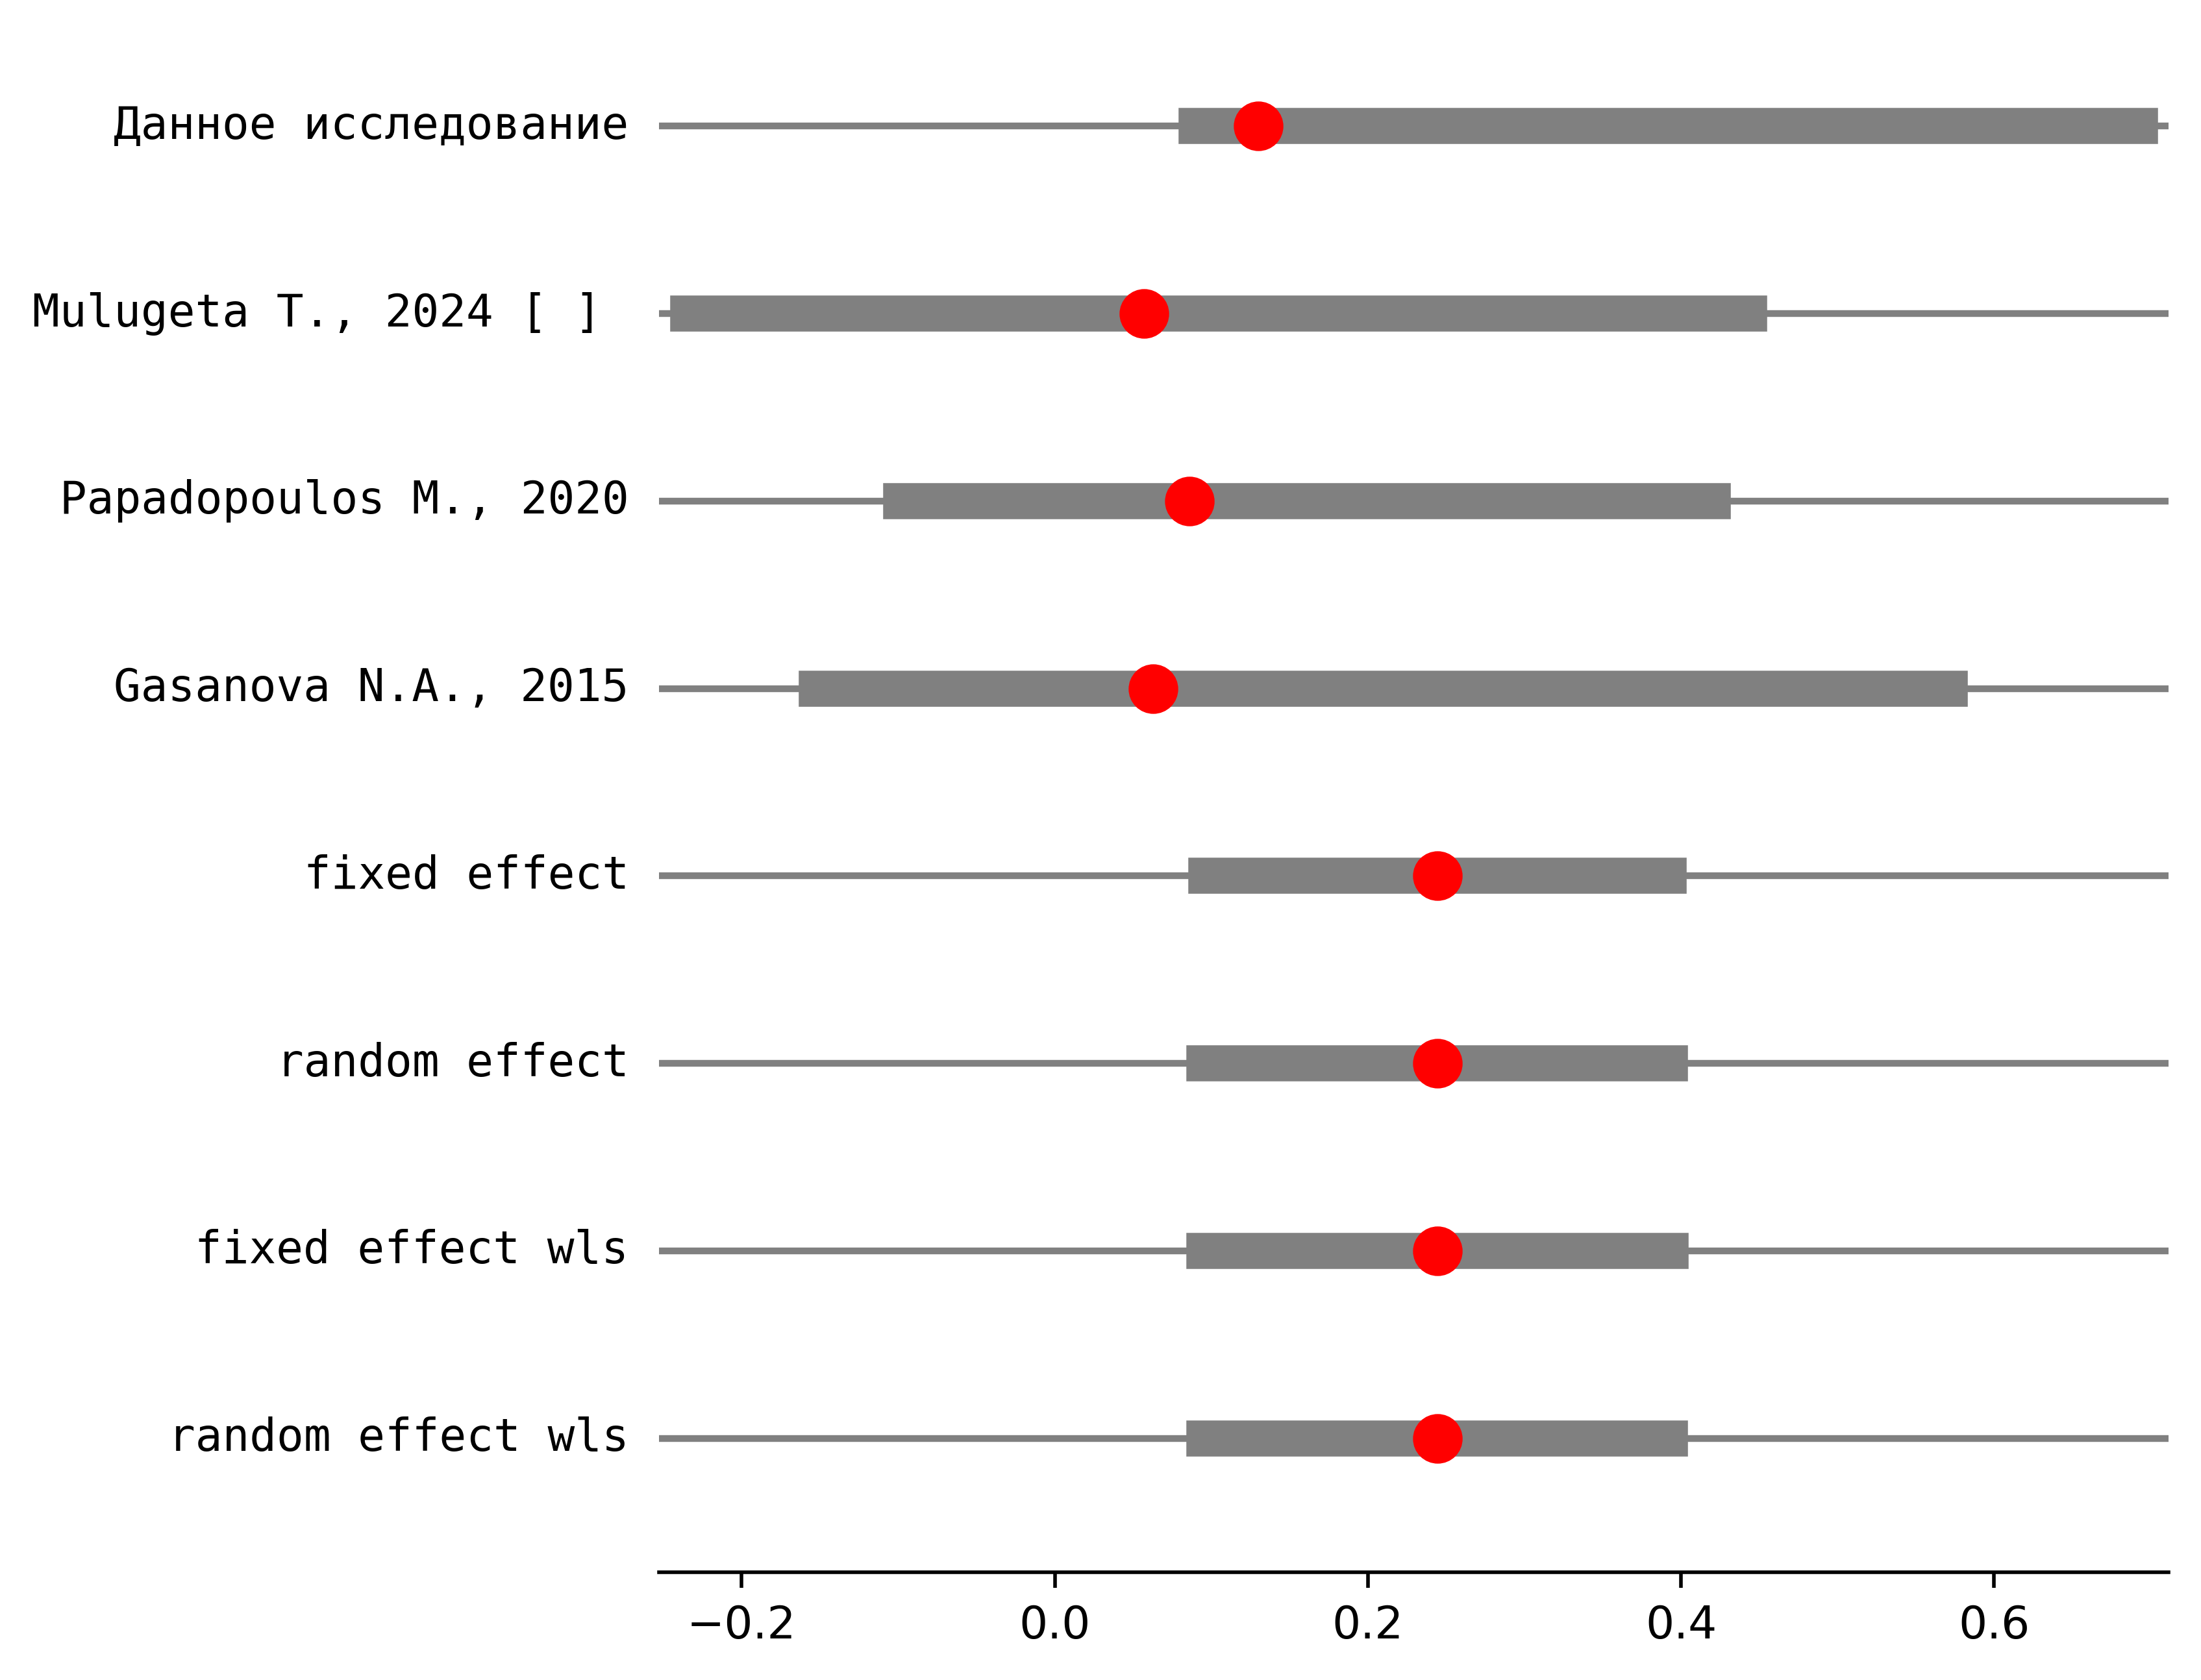 Данное исследование
Mulugeta T., 2024 [ ]
Papadopoulos M., 2020
Gasanova N.A., 2015
fixed effect
random effect
fixed effect wls
random effect wls
−0.2 0.0 0.2 0.4 0.6